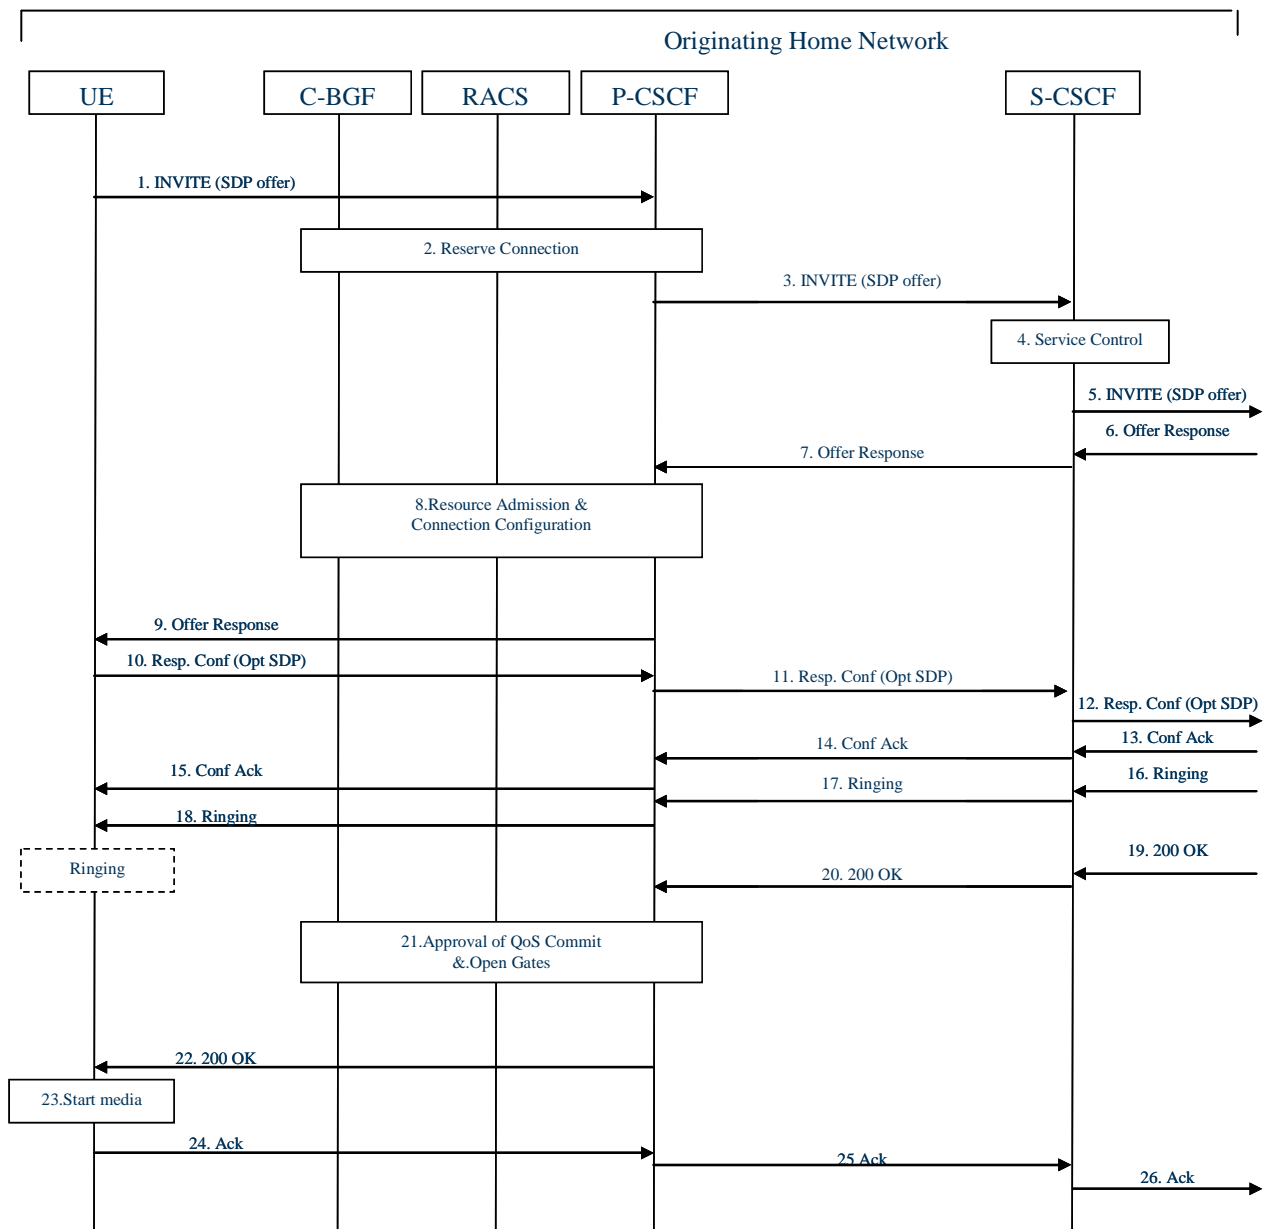 Originating Home Network
UE
C-BGF
RACS
P-CSCF
S-CSCF
1. INVITE (SDP offer)
2. Reserve Connection
3. INVITE (SDP offer)
4. Service Control
5. INVITE (SDP offer)
6. Offer Response
7. Offer Response
8.Resource Admission &
Connection Configuration
9. Offer Response
10. Resp. Conf (Opt SDP)
11. Resp. Conf (Opt SDP)
12. Resp. Conf (Opt SDP)
13. Conf Ack
14. Conf Ack
15. Conf Ack
16. Ringing
17. Ringing
18. Ringing
Ringing
19. 200 OK
20. 200 OK
21.Approval of QoS Commit
&.Open Gates
22. 200 OK
23.Start media
24. Ack
25 Ack
26. Ack